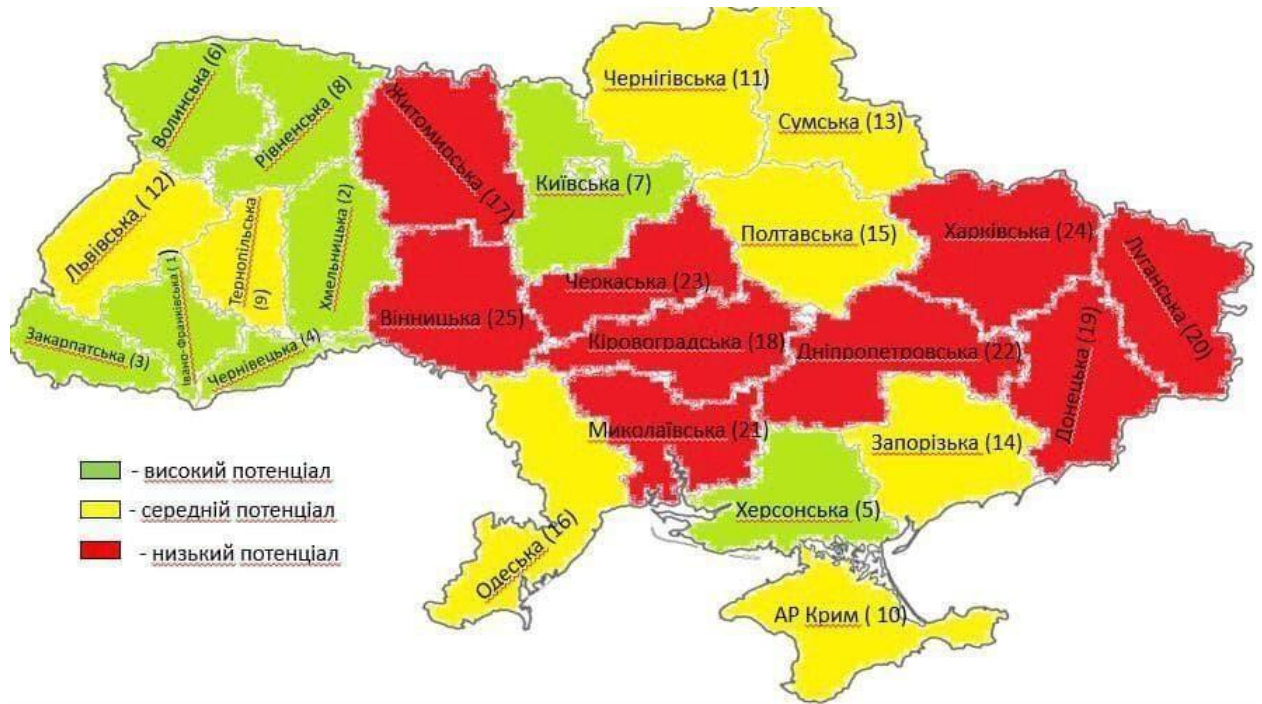 Волинська (6)
Рівненська (8)
Житомирська (17)
Київська (7)
Чернігівська (11)
Сумська (13)
Львівська ( 12)
Тернопільська
(9)
Хмельницька (2)
Полтавська (15)
Харківська (24)
Луганська (20)
Закарпатська (3)
Івано-Франківська ( 1)
Чернівецька (4)
Вінницька (25)
Черкаська (23)
Кіровоградська (18)
Дніпропетровська (22)
Донецька (19)
Миколаївська (21)
Запорізька (14)
Херсонська (5)
Одеська (16)
АР Крим ( 10)
- високий потенціал
- середній потенціал
- низький потенціал